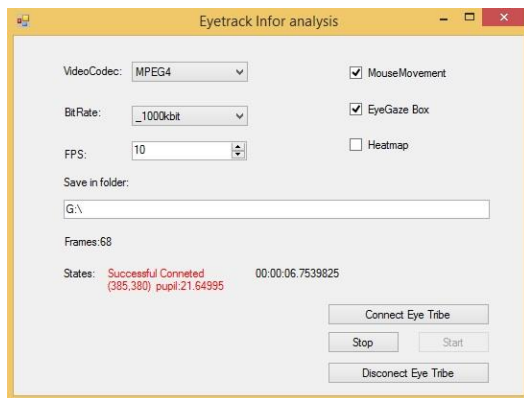 Eyetrack Infor analysis
VideoCodec: MPEG4
MouseMovement
BitRate: _1000kbit
EyeGaze Box
FPS: 10
Heatmap
Save in folder:
G:\
Frames:68
States: Successful Conneted 00:00:06.7539825
(385,380) pupil:21.64995
Connect Eye Tribe
Stop Start
Disconect Eye Tribe